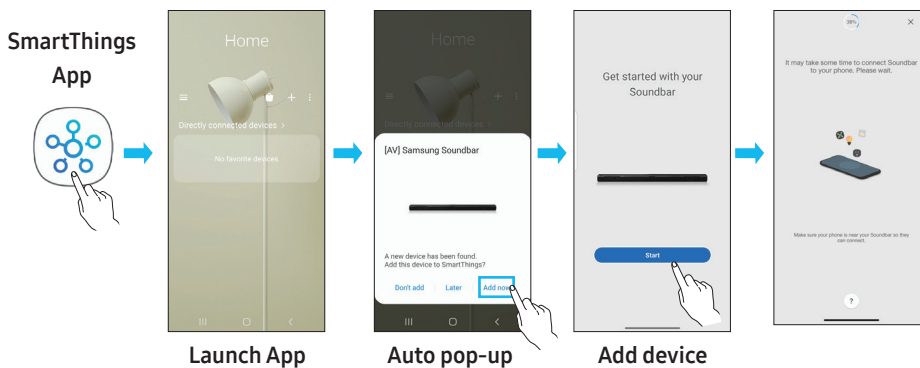 SmartThings
App
Home
Directly connected devices >
No favorite devices
Launch App
Home
Directly connected devices >
[AV] Samsung Soundbar
A new device has been found.
Add this device to SmartThings?
Don't add
Later
Add now
Auto pop-up
Get started with your
Soundbar
Start
Add device
38%
It may take some time to connect Soundbar
to your phone. Please wait.
Make sure your phone is near your Soundbar so they
can connect.
?